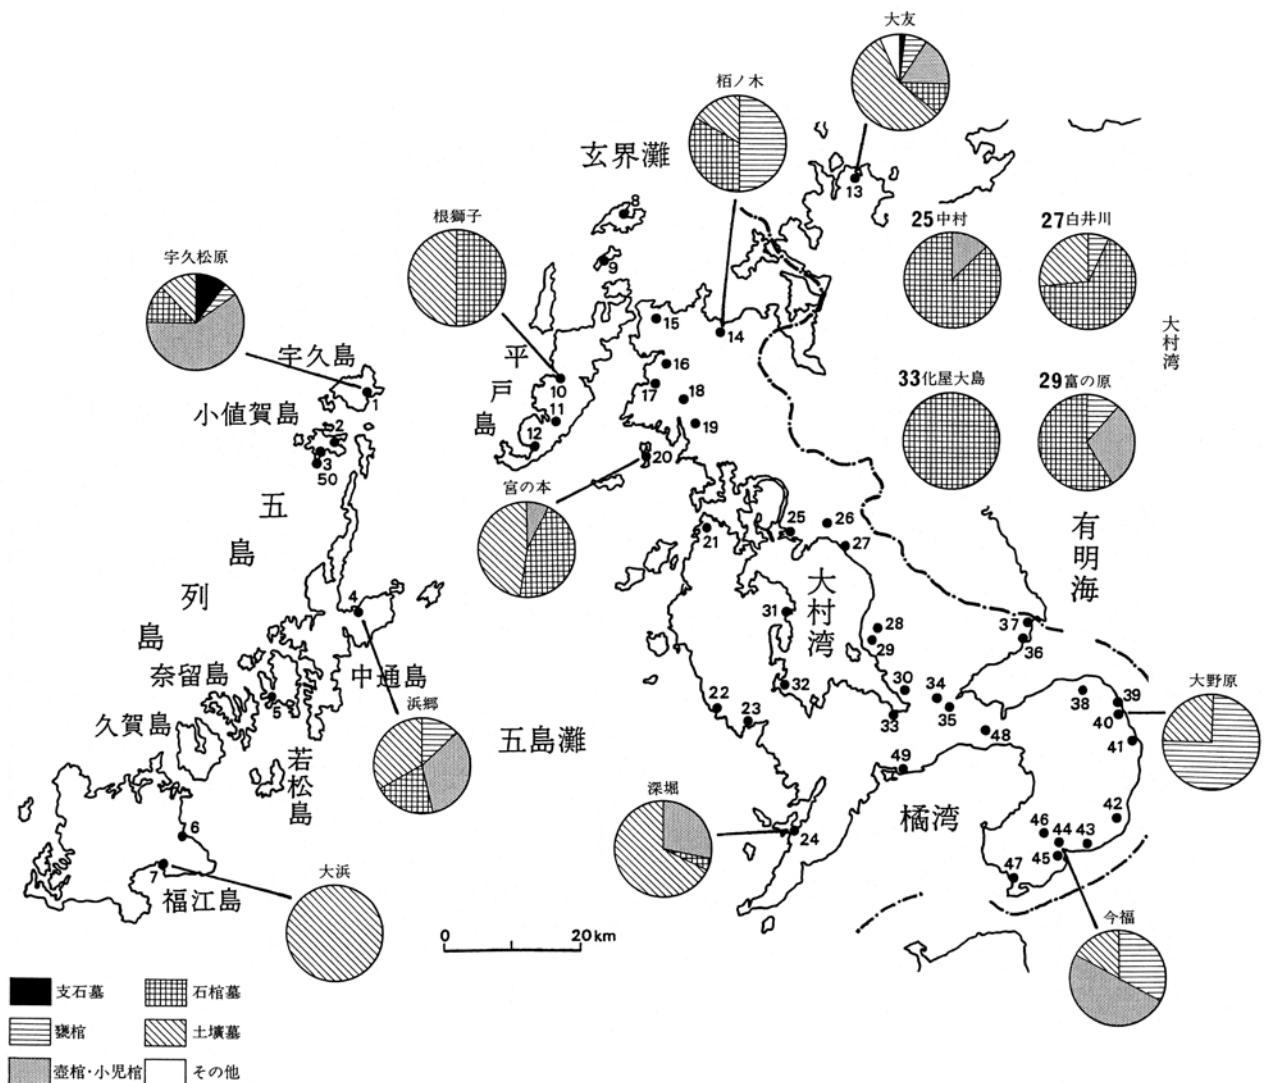 大友
栢ノ木
玄界灘
13
8
根獅子
25中村
27白井川
9
宇久松原
15
14
大村湾
宇久島
平戸島
16
10
17
18
33化屋大島
29富の原
小値賀島
1
11
19
2
12
20
3
50
宮の本
有明海
五島列島
21
25
26
27
大村湾
4
31
28
37
29
36
奈留島
中通島
32
30
34
大野原
5
22
23
33
35
38
39
40
久賀島
浜郷
五島灘
48
41
若松島
49
深堀
橘湾
42
6
24
46
44
43
45
7
47
福江島
大浜
今福
0
20km
支石墓
石棺墓
甕棺
土壙墓
壺棺・小児棺
その他